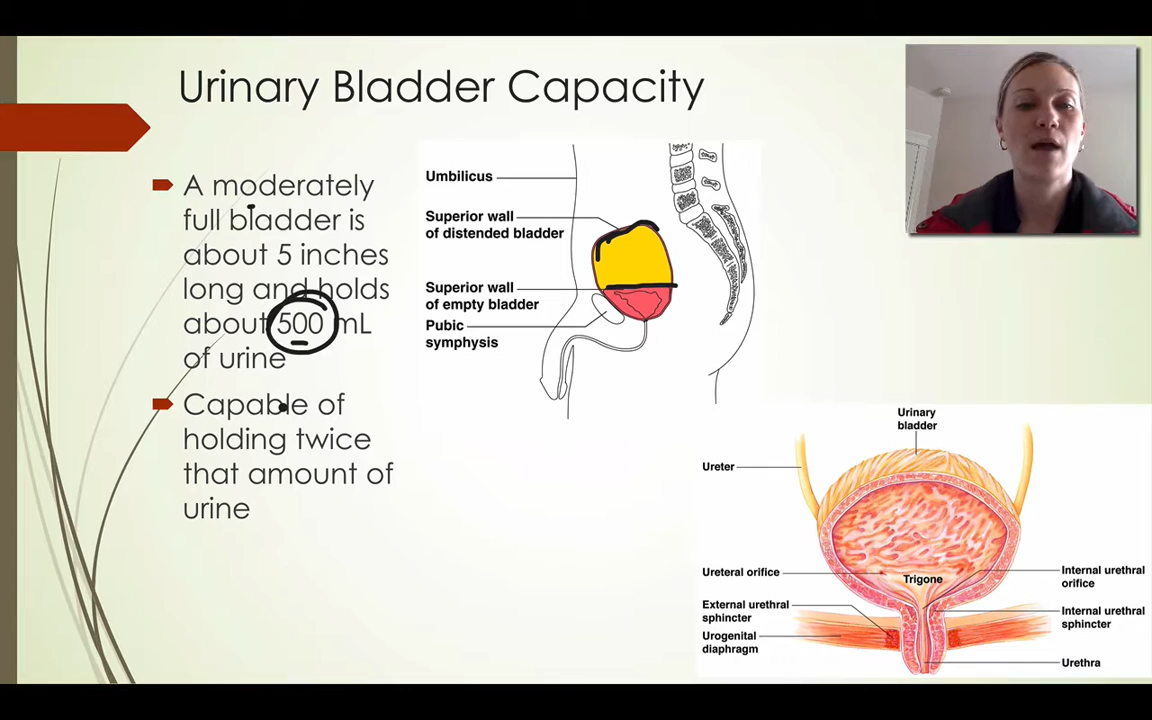 Urinary Bladder Capacity
A moderately
full bladder is
about 5 inches
long and holds
about 500 mL
of urine
Capable of
holding twice
that amount of
urine
Umbilicus
Superior wall
of distended bladder
Superior wall
of empty bladder
Pubic
symphysis
Urinary
bladder
Ureter
Ureteral orifice
Trigone
External urethral
sphincter
Urogenital
diaphragm
Internal urethral
orifice
Internal urethral
sphincter
Urethra